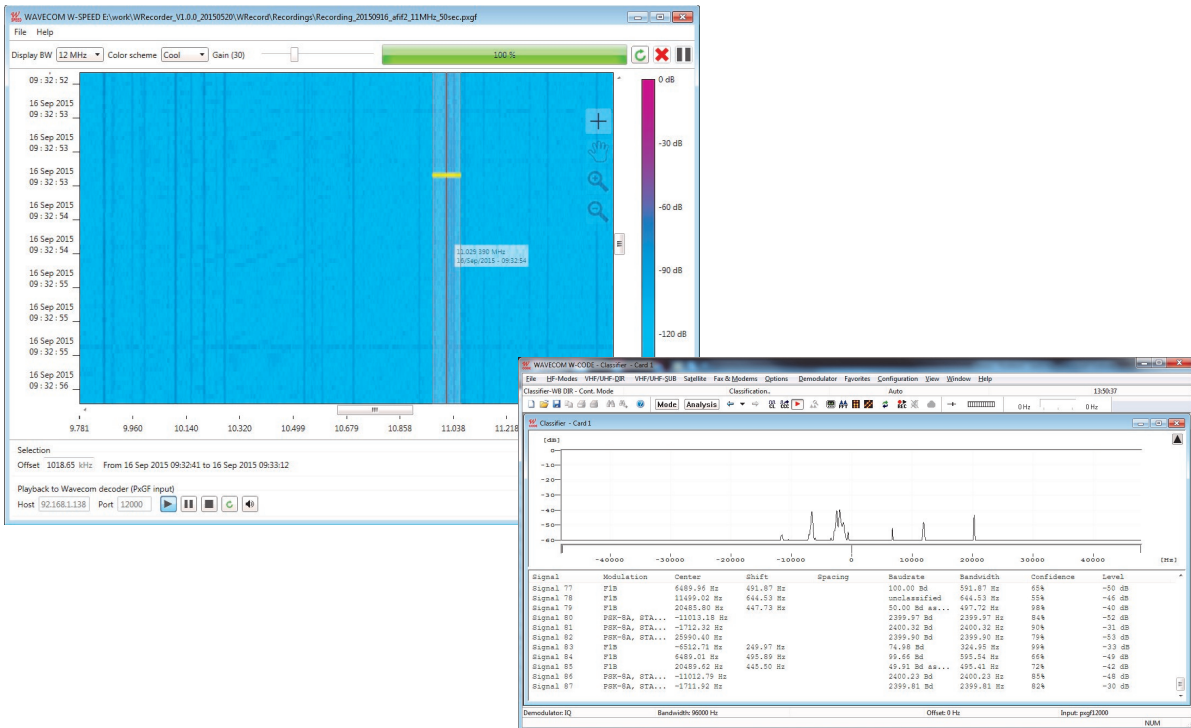 WAVECOM W-SPEED E:\work\WRecorder_V1.0.0_20150520\WRecord\Recordings\Recording_20150916_afif2_11MHz_50sec.pxgf
File Help
Display BW 12 MHz Color scheme Cool Gain (30) 100 %
09 : 32 : 52
16 Sep 2015
09 : 32 : 53
16 Sep 2015
09 : 32 : 53
16 Sep 2015
09 : 32 : 53
16 Sep 2015
09 : 32 : 54
16 Sep 2015
09 : 32 : 54
16 Sep 2015
09 : 32 : 55
16 Sep 2015
09 : 32 : 55
16 Sep 2015
09 : 32 : 55
16 Sep 2015
09 : 32 : 56
0 dB
-30 dB
-60 dB
-90 dB
-120 dB
11.025 390 MHz
16/Sep/2015 - 09:32:54
9.781 9.960 10.140 10.320 10.499 10.679 10.858 11.038 11.218
Selection
Offset 1018.65 kHz From 16 Sep 2015 09:32:41 to 16 Sep 2015 09:33:12
Playback to Wavecom decoder (PxGF input)
Host 92.168.1.138 Port 12000
WAVECOM W-CODE - Classifier - Card 1
File HF-Modes VHF/UHF-DIR VHF/UHF-SUB Satellite Fax & Modems Options Demodulator Favorites Configuration View Window Help
Classifier-WB DIR - Cont. Mode Classification.. Auto 13:50:37
Mode Analysis 0 Hz 0 Hz
Classifier - Card 1
[dB]
0
-10
-20
-30
-40
-50
-60
-40000 -30000 -20000 -10000 0 10000 20000 30000 40000 [Hz]
Signal Modulation Center Shift Spacing Baudrate Bandwidth Confidence Level
Signal 77 F1B 6489.96 Hz 491.87 Hz 100.00 Bd 591.87 Hz 65% -50 dB
Signal 78 F1B 11499.02 Hz 644.53 Hz unclassified 644.53 Hz 55% -46 dB
Signal 79 F1B 20485.80 Hz 447.73 Hz 50.00 Bd as... 497.72 Hz 98% -40 dB
Signal 80 PSK-8A, STA... -11013.18 Hz 2399.97 Bd 2399.97 Hz 84% -52 dB
Signal 81 PSK-8A, STA... -1712.32 Hz 2400.32 Bd 2400.32 Hz 90% -31 dB
Signal 82 PSK-8A, STA... 25990.40 Hz 2399.90 Bd 2399.90 Hz 79% -53 dB
Signal 83 F1B -6512.71 Hz 249.97 Hz 74.98 Bd 324.95 Hz 99% -33 dB
Signal 84 F1B 6489.01 Hz 495.89 Hz 99.66 Bd 595.54 Hz 66% -49 dB
Signal 85 F1B 20489.62 Hz 445.50 Hz 49.91 Bd as... 495.41 Hz 72% -42 dB
Signal 86 PSK-8A, STA... -11012.79 Hz 2400.23 Bd 2400.23 Hz 85% -48 dB
Signal 87 PSK-8A, STA... -1711.92 Hz 2399.81 Bd 2399.81 Hz 82% -30 dB
Demodulator: IQ Bandwidth: 96000 Hz Offset: 0 Hz Input: pxgf12000
NUM